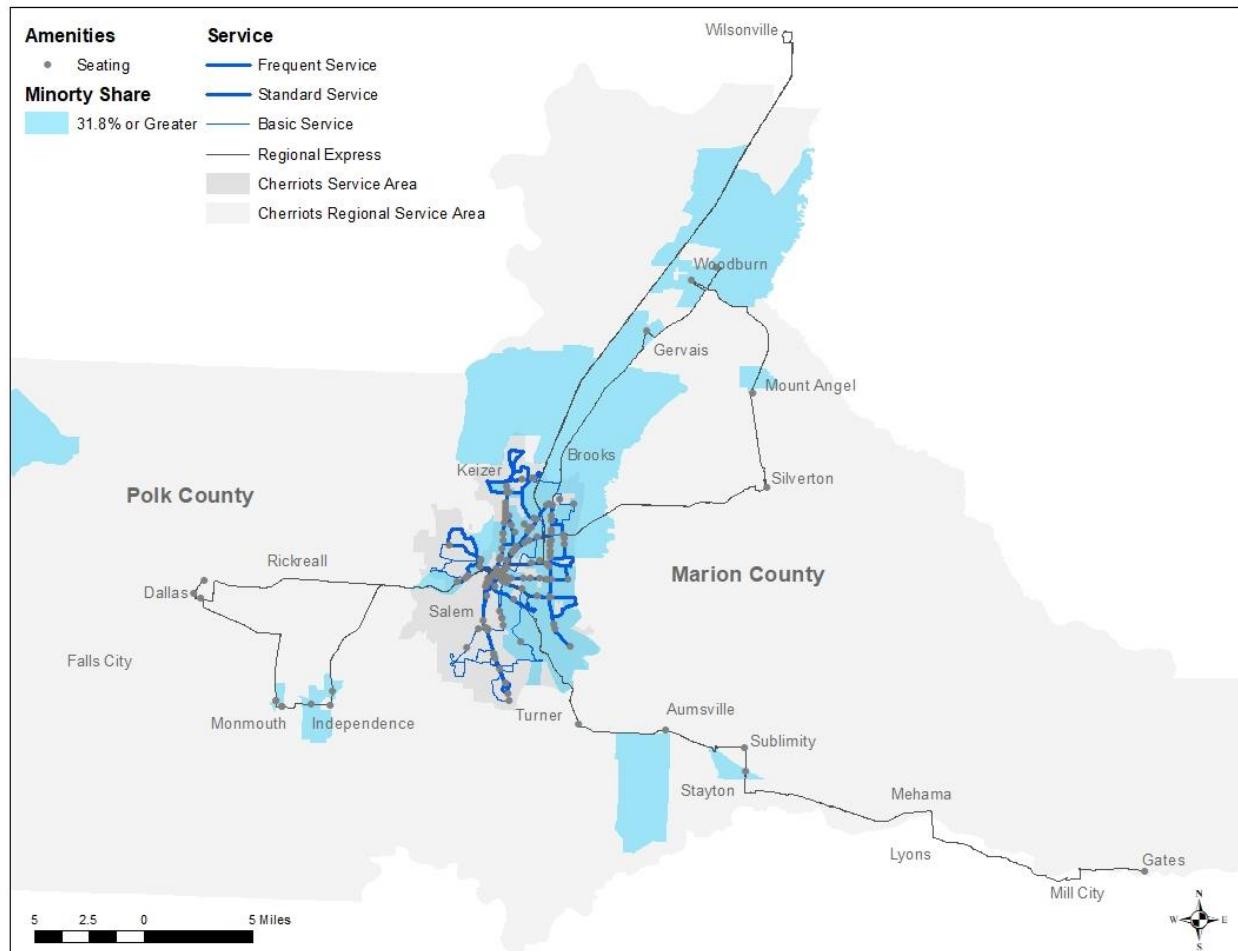 Amenities
Seating
Minorty Share
31.8% or Greater
Service
Frequent Service
Standard Service
Basic Service
Regional Express
Cherriots Service Area
Cherriots Regional Service Area
Wilsonville
Woodburn
Gervais
Mount Angel
Brooks
Keizer
Silverton
Polk County
Rickreall
Marion County
Dallas
Salem
Falls City
Monmouth
Independence
Turner
Aumsville
Sublimity
Stayton
Mehama
Lyons
Gates
Mill City
5 2.5 0 5 Miles
N
W E
S